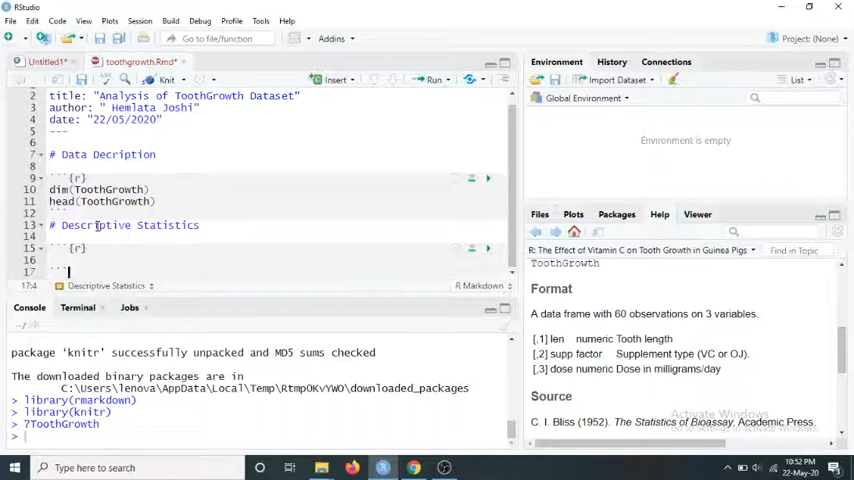 RStudio
File Edit Code View Plots Session Build Debug Profile Tools Help
Go to file/function Addins Project: (None)
Untitled1* toothgrowth.Rmd*
Knit Insert Run
2 title: "Analysis of ToothGrowth Dataset"
3 author: " Hemlata Joshi"
4 date: "22/05/2020"
5 ---
6
7 # Data Decription
8
9 ```{r}
10 dim(ToothGrowth)
11 head(ToothGrowth)
12 ```
13 # Descriptive Statistics
14
15 ```{r}
16
17 ```
17:4 Descriptive Statistics R Markdown
Console Terminal Jobs
~/
package ‘knitr’ successfully unpacked and MD5 sums checked
The downloaded binary packages are in
C:\Users\lenova\AppData\Local\Temp\RtmpOKvYWO\downloaded_packages
> library(rmarkdown)
> library(knitr)
> ?ToothGrowth
>
Environment History Connections
Import Dataset List
Global Environment
Environment is empty
Files Plots Packages Help Viewer
R: The Effect of Vitamin C on Tooth Growth in Guinea Pigs Find in Topic
ToothGrowth
Format
A data frame with 60 observations on 3 variables.
[,1] len numeric Tooth length
[,2] supp factor Supplement type (VC or OJ).
[,3] dose numeric Dose in milligrams/day
Source
C. I. Bliss (1952). The Statistics of Bioassay. Academic Press.
Activate Windows
Go to Settings to activate Windows.
Type here to search
10:52 PM
22-May-20
3